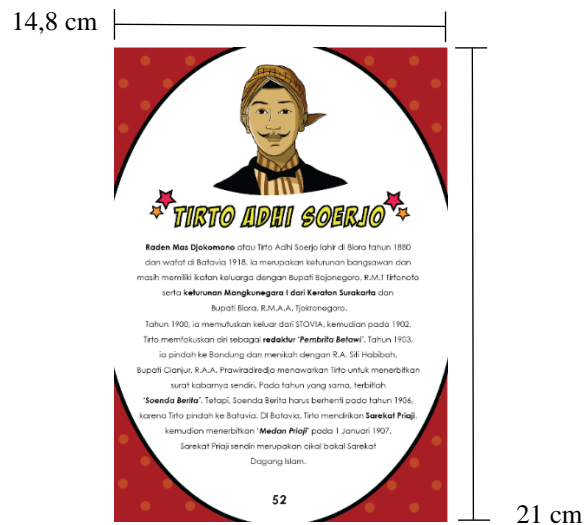 14,8 cm
TIRTO ADHI SOERJO
Raden Mas Djokomono atau Tirto Adhi Soerjo lahir di Blora tahun 1880
dan wafat di Batavia 1918. Ia merupakan keturunan bangsawan dan
masih memiliki ikatan keluarga dengan Bupati Bojonegoro, R.M.T Tirtonoto
serta keturunan Mangkunegara I dari Keraton Surakarta dan
Bupati Blora, R.M.A.A. Tjokronegoro.
Tahun 1900, ia memutuskan keluar dari STOVIA, kemudian pada 1902,
Tirto memfokuskan diri sebagai redaktur 'Pembrita Betawi'. Tahun 1903,
ia pindah ke Bandung dan menikah dengan R.A. Siti Habibah.
Bupati Cianjur, R.A.A. Prawiradiredja menawarkan Tirto untuk menerbitkan
surat kabarnya sendiri. Pada tahun yang sama, terbitlah
'Soenda Berita'. Tetapi, Soenda Berita harus berhenti pada tahun 1906,
karena Tirto pindah ke Batavia. Di Batavia, Tirto mendirikan Sarekat Priaji,
kemudian menerbitkan 'Medan Priaji' pada 1 Januari 1907.
Sarekat Priaji sendiri merupakan cikal bakal Sarekat
Dagang Islam.
52
21 cm